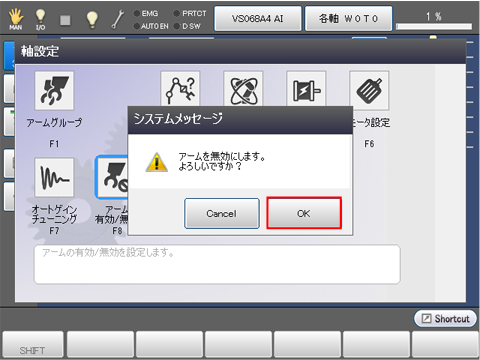 EMG
PRTCT
AUTO EN
D SW
MAN
I/O
VS068A4 AI
各軸 W0T0
1 %
軸設定
アームグループ
F1
モータ設定
F6
システムメッセージ
アームを無効にします。
よろしいですか？
Cancel
OK
オートゲイン
チューニング
F7
アーム
有効/無
F8
アームの有効/無効を設定します。
Shortcut
SHIFT